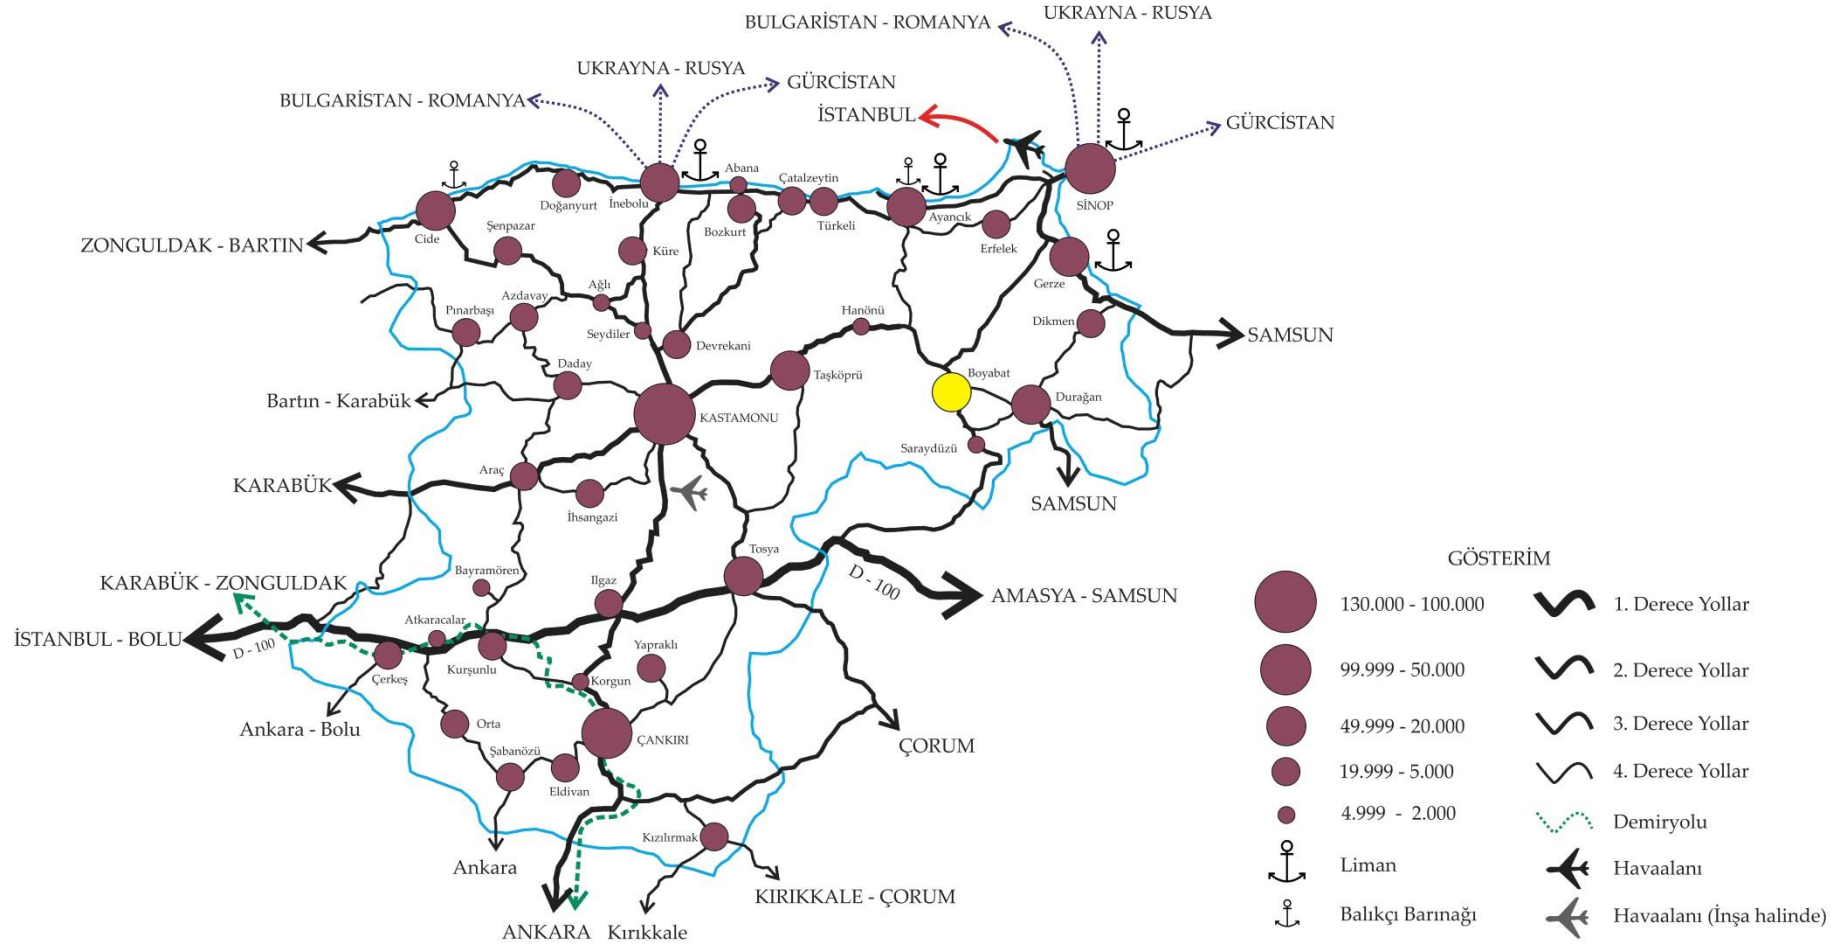 BULGARİSTAN - ROMANYA
UKRAYNA - RUSYA
UKRAYNA - RUSYA
GÜRCİSTAN
BULGARİSTAN - ROMANYA
İSTANBUL
GÜRCİSTAN
Abana
Çatalzeytin
Doğanyurt
İnebolu
SİNOP
Ayancık
Türkeli
Bozkurt
Cide
Şenpazar
ZONGULDAK - BARTIN
Küre
Erfelek
Gerze
Ağlı
Azdavay
Pınarbaşı
Hanönü
Dikmen
Seydiler
Devrekani
SAMSUN
Daday
Taşköprü
Boyabat
Bartın - Karabük
Durağan
KASTAMONU
Saraydüzü
Araç
KARABÜK
İhsangazi
SAMSUN
Tosya
Bayramören
Ilgaz
KARABÜK - ZONGULDAK
D - 100
AMASYA - SAMSUN
Atkaracalar
İSTANBUL - BOLU
D - 100
Yapraklı
Kurşunlu
Çerkeş
Korgun
Ankara - Bolu
Orta
ÇANKIRI
ÇORUM
Şabanözü
Eldivan
Kızılırmak
Ankara
KIRIKKALE - ÇORUM
ANKARA
Kırıkkale
GÖSTERİM
130.000 - 100.000
1. Derece Yollar
99.999 - 50.000
2. Derece Yollar
49.999 - 20.000
3. Derece Yollar
19.999 - 5.000
4. Derece Yollar
4.999 - 2.000
Demiryolu
Liman
Havaalanı
Balıkçı Barınağı
Havaalanı (İnşa halinde)